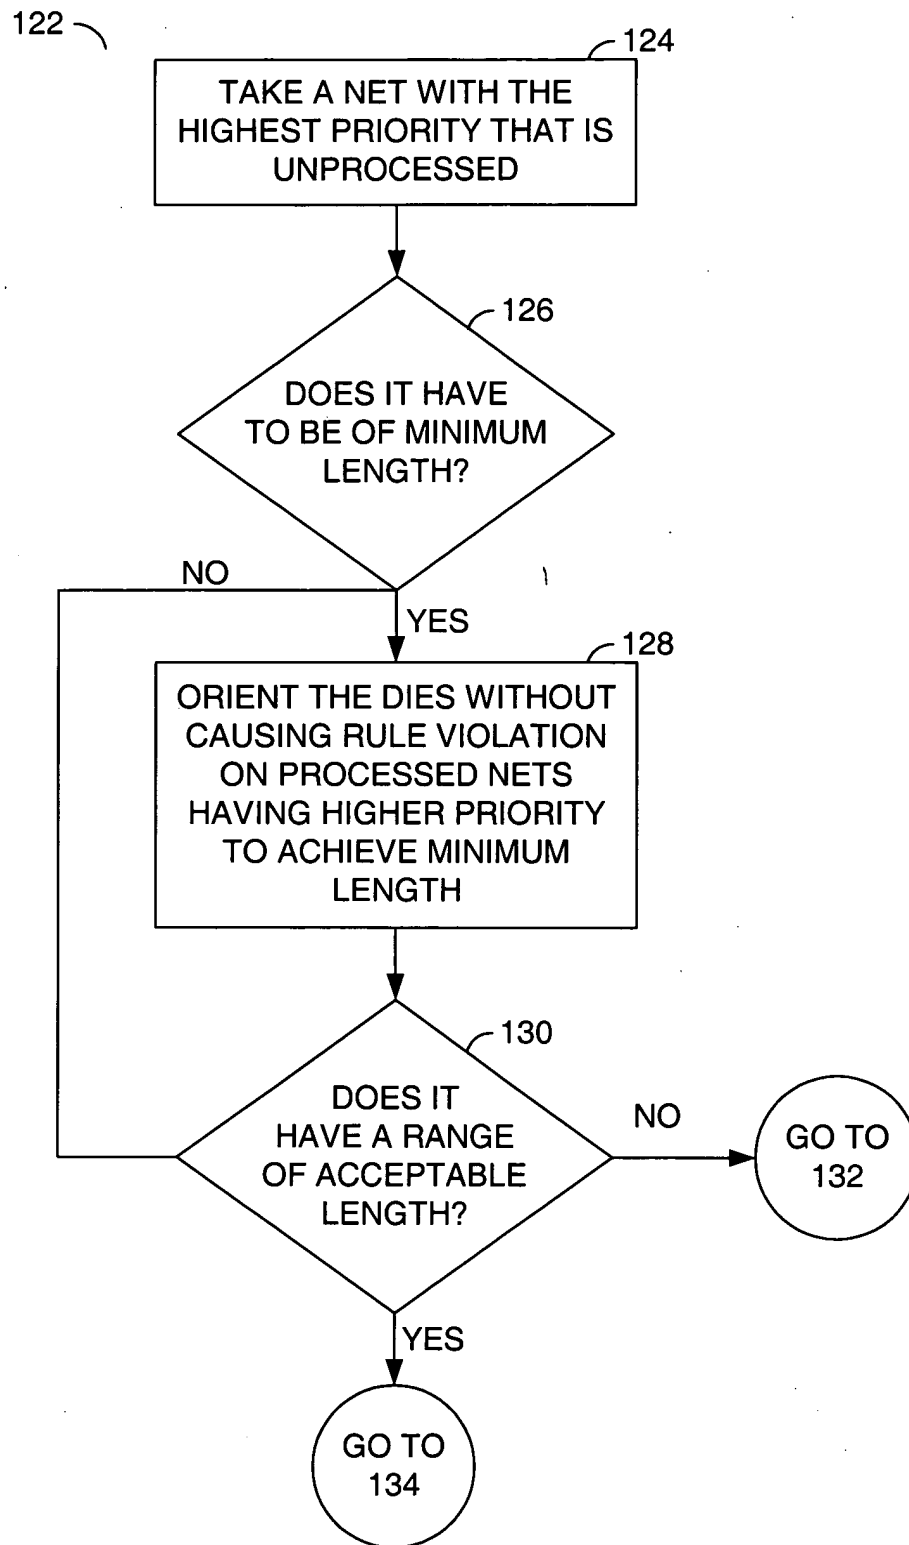 122
124
TAKE A NET WITH THE
HIGHEST PRIORITY THAT IS
UNPROCESSED
126
DOES IT HAVE
TO BE OF MINIMUM
LENGTH?
NO
YES
128
ORIENT THE DIES WITHOUT
CAUSING RULE VIOLATION
ON PROCESSED NETS
HAVING HIGHER PRIORITY
TO ACHIEVE MINIMUM
LENGTH
130
DOES IT
HAVE A RANGE
OF ACCEPTABLE
LENGTH?
NO
GO TO
132
YES
GO TO
134